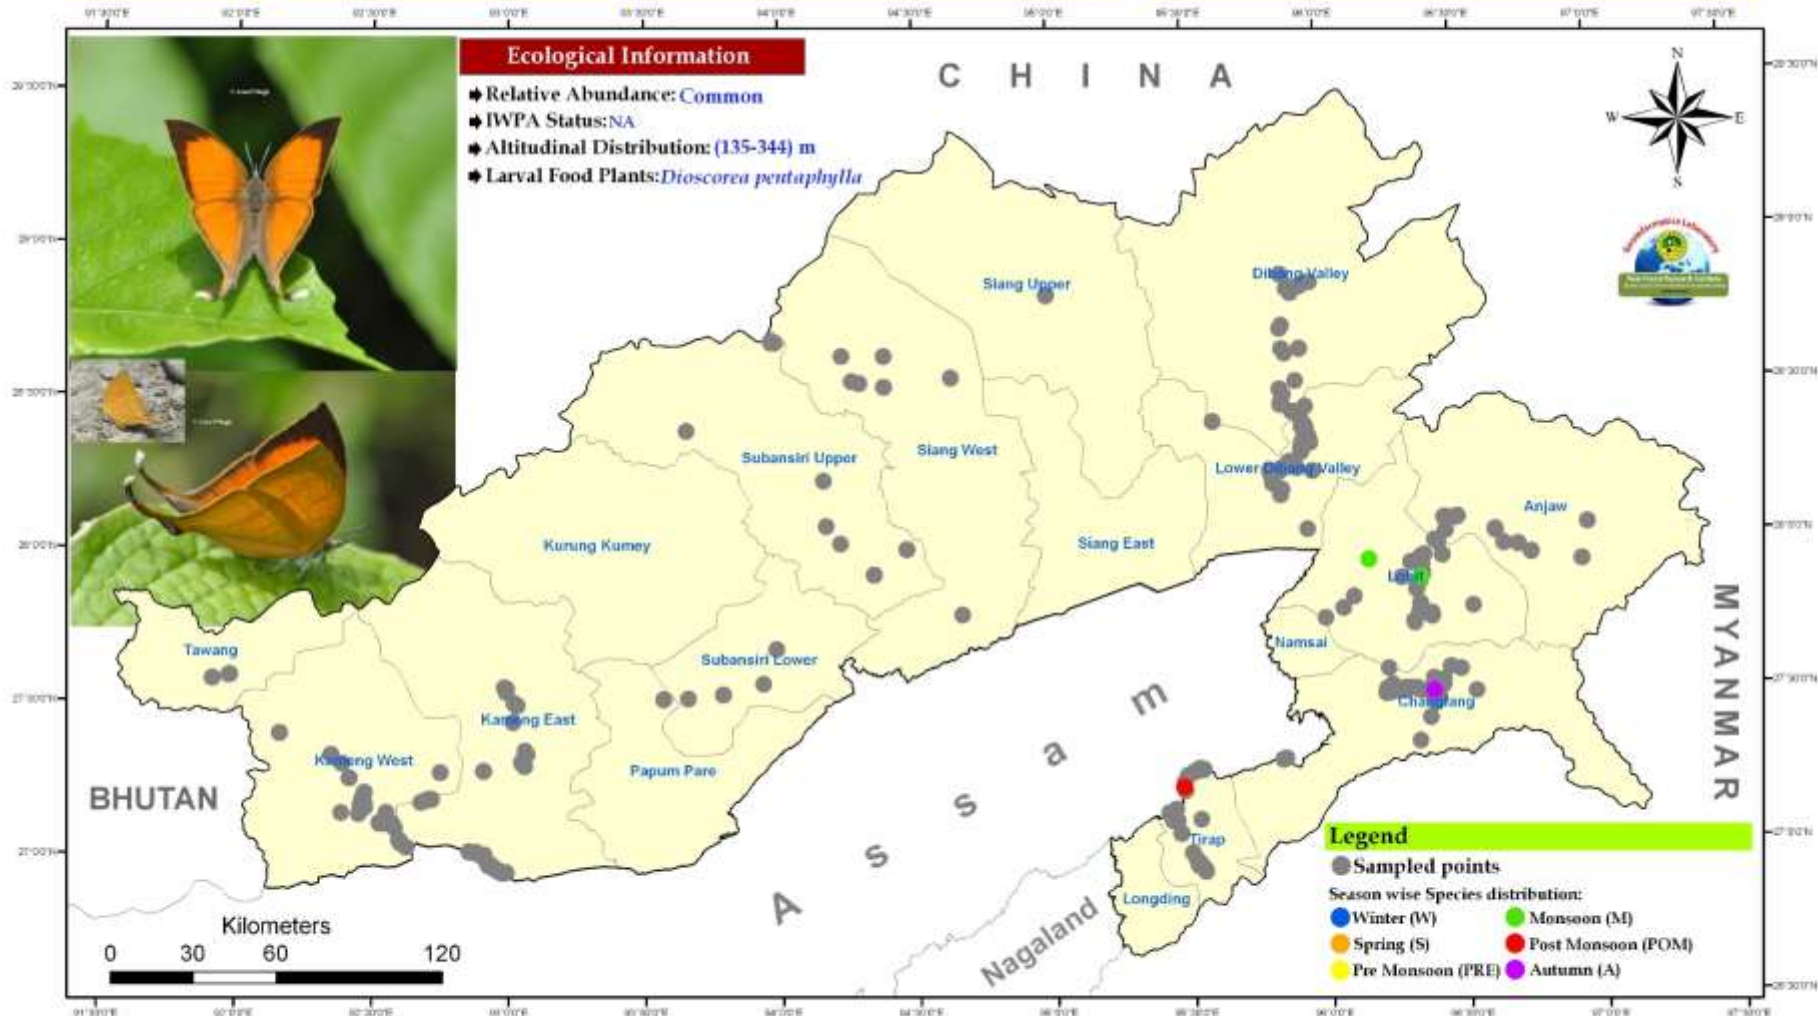 Ecological Information
Relative Abundance: Common
IWPA Status:NA
Altitudinal Distribution: (135-344) m
Larval Food Plants:Dioscorea pentaphylla
C H I N A
N
W E
S
Siang Upper
Dibang Valley
Subansiri Upper
Siang West
Lower Dibang Valley
Anjaw
Kurung Kumey
Siang East
Lohit
Namsai
Tawang
Subansiri Lower
Changlang
Kameng East
Kameng West
Papum Pare
BHUTAN
MYANMAR
A s s a m
Tirap
Longding
Nagaland
Kilometers
0 30 60 120
Legend
Sampled points
Season wise Species distribution:
Winter (W)
Monsoon (M)
Spring (S)
Post Monsoon (POM)
Pre Monsoon (PRE)
Autumn (A)